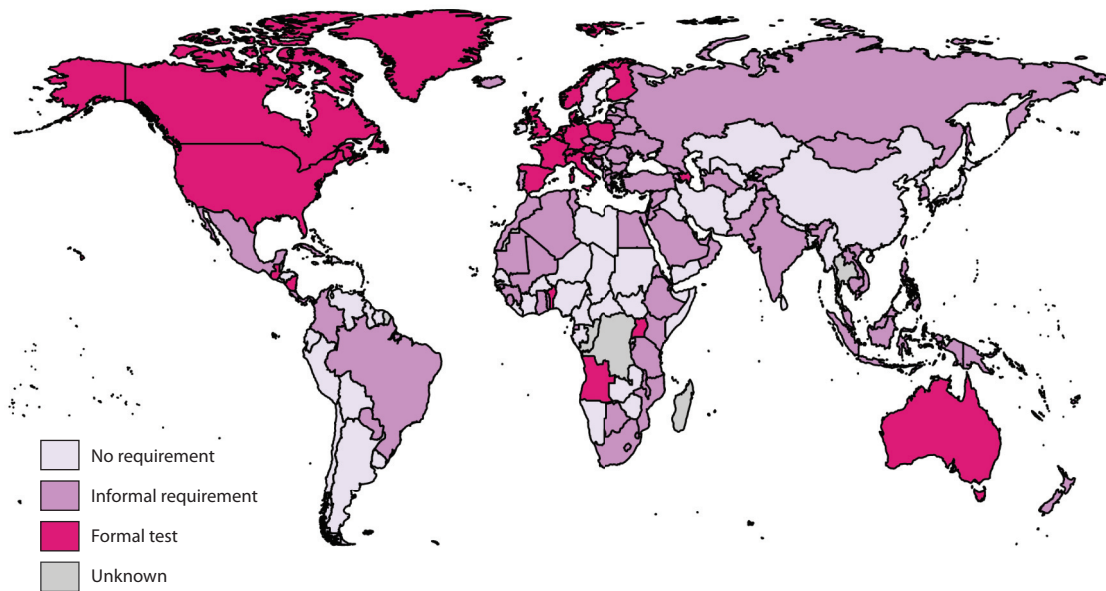 No requirement
Informal requirement
Formal test
Unknown